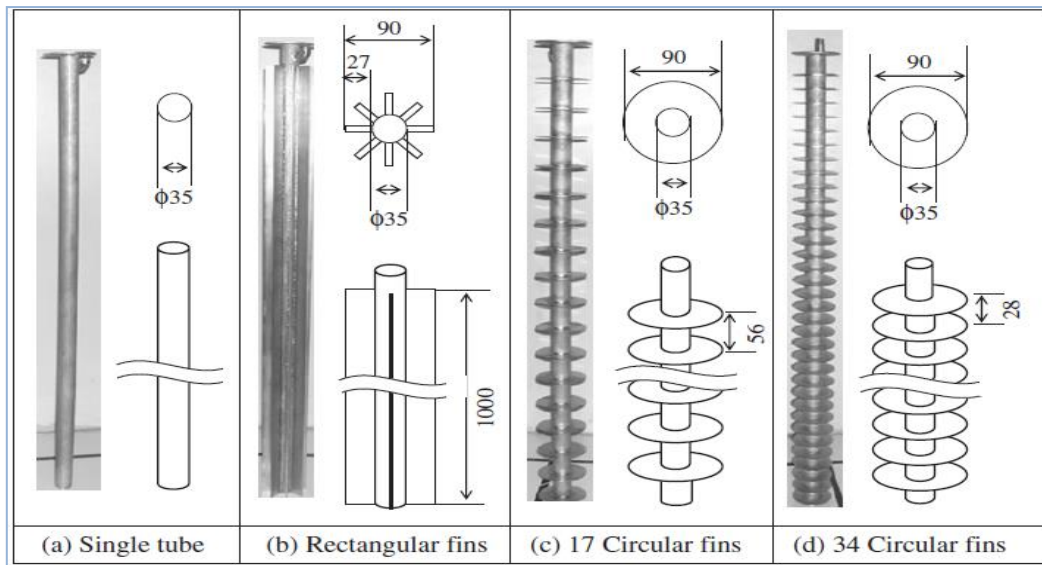 φ35
(a) Single tube
90
27
φ35
1000
(b) Rectangular fins
90
φ35
56
(c) 17 Circular fins
90
φ35
28
(d) 34 Circular fins